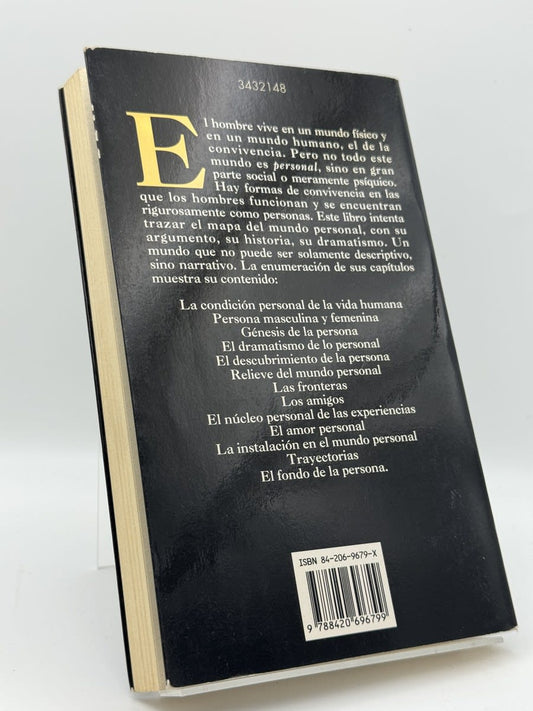 3432148
El hombre vive en un mundo físico y
en un mundo humano, el de la
convivencia. Pero no todo este
mundo es personal, sino en gran
parte social o meramente psíquico.
Hay formas de convivencia en las
que los hombres funcionan y se encuentran
rigurosamente como personas. Este libro intenta
trazar el mapa del mundo personal, con su
argumento, su historia, su dramatismo. Un
mundo que no puede ser solamente descriptivo,
sino narrativo. La enumeración de sus capítulos
muestra su contenido:
La condición personal de la vida humana
Persona masculina y femenina
Génesis de la persona
El dramatismo de lo personal
El descubrimiento de la persona
Relieve del mundo personal
Las fronteras
Los amigos
El núcleo personal de las experiencias
El amor personal
La instalación en el mundo personal
Trayectorias
El fondo de la persona.
ISBN 84-206-9679-X
9 788420 696799